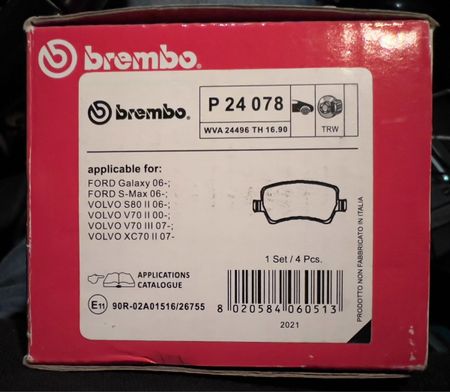 brembo.
brembo.
P 24 078
WVA 24496 TH 16.90
TRW
applicable for:
FORD Galaxy 06-;
FORD S-Max 06-;
VOLVO S80 II 06-;
VOLVO V70 II 00-;
VOLVO V70 III 07-;
VOLVO XC70 II 07-
1 Set / 4 Pcs.
APPLICATIONS
CATALOGUE
E11
90R-02A01516/26755
8 020584 060513
2021
PRODOTTO NON FABBRICATO IN ITALIA